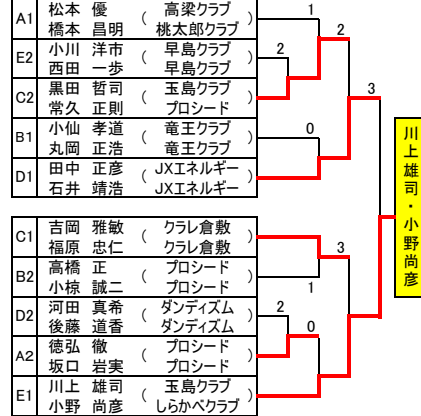 A1 松本 優 ( 高梁クラブ )
橋本 昌明 桃太郎クラブ
1
E2 小川 洋市 ( 早島クラブ )
西田 一歩 早島クラブ
2
2
C2 黒田 哲司 ( 玉島クラブ )
常久 正則 プロシード
3
B1 小仙 孝道 ( 竜王クラブ )
丸岡 正浩 竜王クラブ
0
D1 田中 正彦 ( JXエネルギー )
石井 靖浩 JXエネルギー
川上雄司・小野尚彦
C1 吉岡 雅敏 ( クラレ倉敷 )
福原 忠仁 クラレ倉敷
3
B2 高橋 正 ( プロシード )
小椋 誠二 プロシード
1
D2 河田 真希 ( ダンディズム )
後藤 道香 ダンディズム
2
0
A2 徳弘 徹 ( プロシード )
坂口 岩実 プロシード
E1 川上 雄司 ( 玉島クラブ )
小野 尚彦 しらかべクラブ